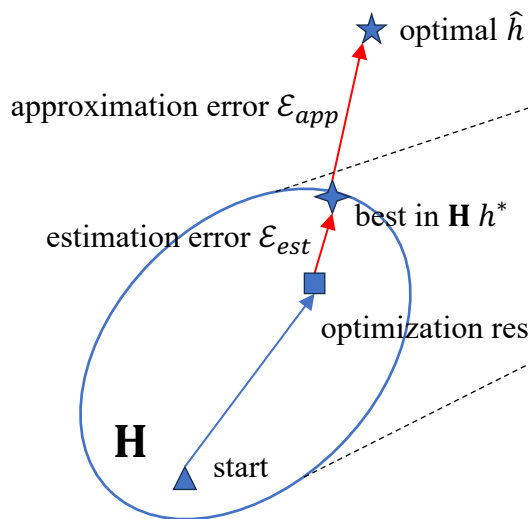 optimal ĥ
approximation error ℰ_app
best in H h*
estimation error ℰ_est
optimization res
H
start